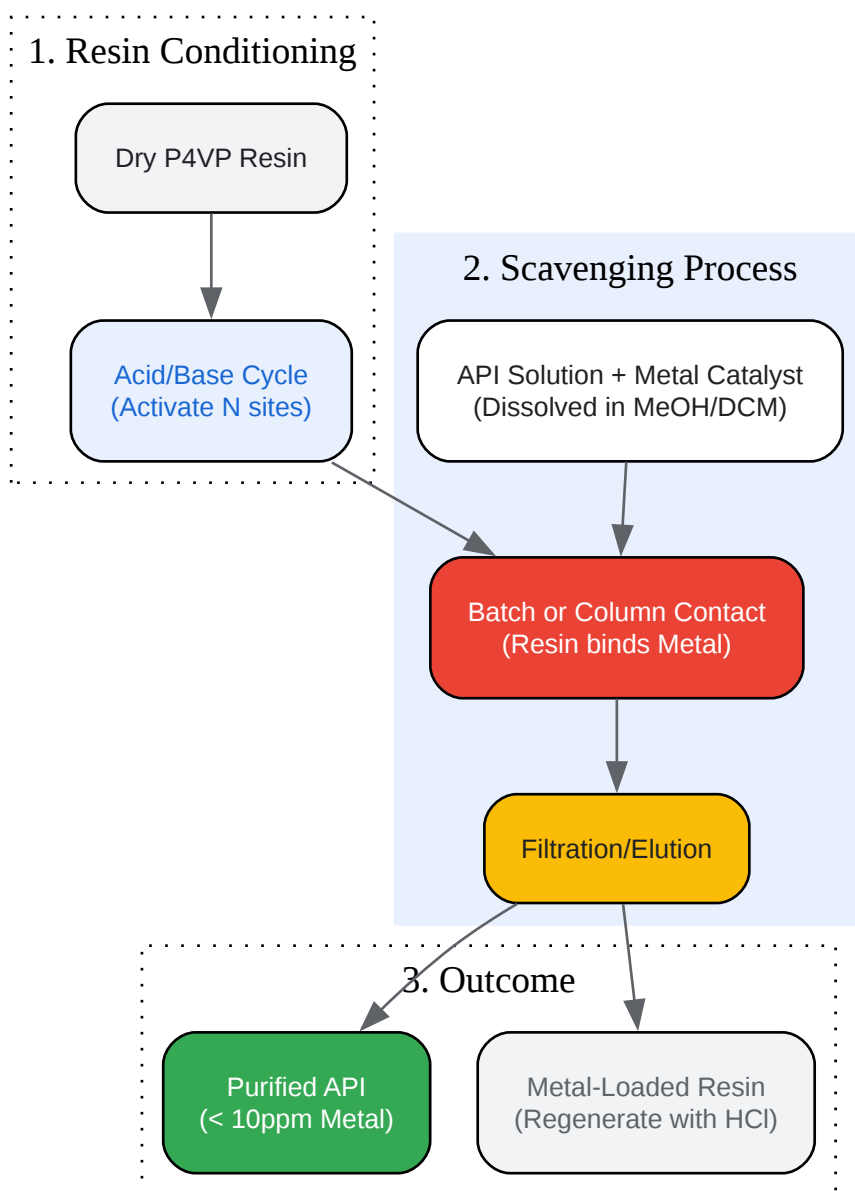 1. Resin Conditioning
Dry P4VP Resin
Acid/Base Cycle
(Activate N sites)
2. Scavenging Process
API Solution + Metal Catalyst
(Dissolved in MeOH/DCM)
Batch or Column Contact
(Resin binds Metal)
Filtration/Elution
3. Outcome
Purified API
(< 10ppm Metal)
Metal-Loaded Resin
(Regenerate with HCl)